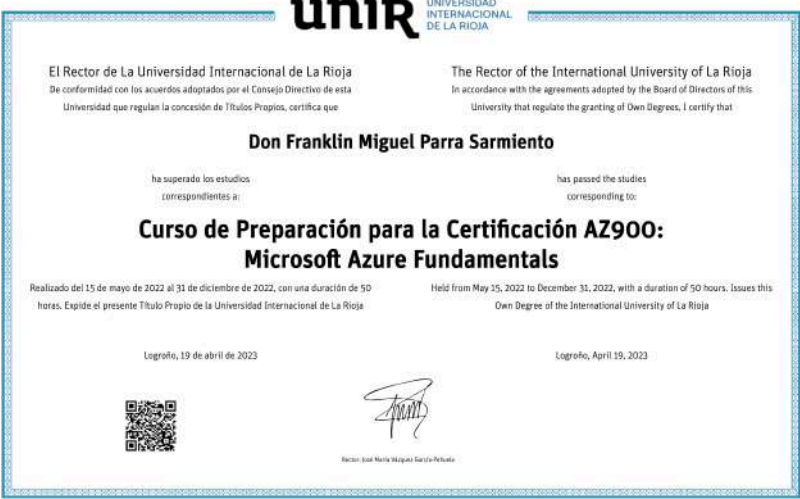 unir
UNIVERSIDAD
INTERNACIONAL
DE LA RIOJA
El Rector de La Universidad Internacional de La Rioja
De conformidad con los acuerdos adoptados por el Consejo Directivo de esta
Universidad que regulan la concesión de Títulos Propios, certifica que
The Rector of the International University of La Rioja
In accordance with the agreements adopted by the Board of Directors of this
University that regulate the granting of Own Degrees, I certify that
Don Franklin Miguel Parra Sarmiento
ha superado los estudios
correspondientes a:
has passed the studies
corresponding to:
Curso de Preparación para la Certificación AZ900:
Microsoft Azure Fundamentals
Realizado del 15 de mayo de 2022 al 31 de diciembre de 2022, con una duración de 50
horas. Expide el presente Título Propio de la Universidad Internacional de La Rioja
Held from May 15, 2022 to December 31, 2022, with a duration of 50 hours. Issues this
Own Degree of the International University of La Rioja
Logroño, 19 de abril de 2023
Logroño, April 19, 2023
Rector: José María Vázquez García-Peñuela